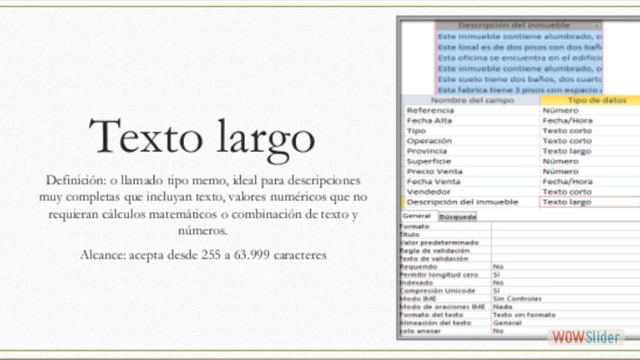 Texto largo
Definición: o llamado tipo memo, ideal para descripciones
muy completas que incluyan texto, valores numéricos que no
requieran cálculos matemáticos o combinación de texto y
números.
Alcance: acepta desde 255 a 63.999 caracteres
Descripción del inmueble
Este inmueble contiene alumbrado, c
Este local es de dos pisos con dos bañ
Esta oficina se encuentra en el edifici
Este inmueble contiene alumbrado, c
Este suelo tiene dos baños, dos cuarto
Esta fabrica tiene 3 pisos con espacio
Nombre del campo Tipo de datos
Referencia Número
Fecha Alta Fecha/Hora
Tipo Texto corto
Operación Texto corto
Provincia Texto largo
Superficie Número
Precio Venta Número
Fecha Venta Fecha/Hora
Vendedor Texto corto
Descripción del inmueble Texto largo
General Búsqueda
Formato
Título
Valor predeterminado
Regla de validación
Texto de validación
Requerido No
Permitir longitud cero Sí
Indexado No
Compresión Unicode Sí
Modo IME Sin Controles
Modo de oraciones IME Nada
Formato del texto Texto sin formato
Alineación del texto General
Solo anexar No
WOWSlider